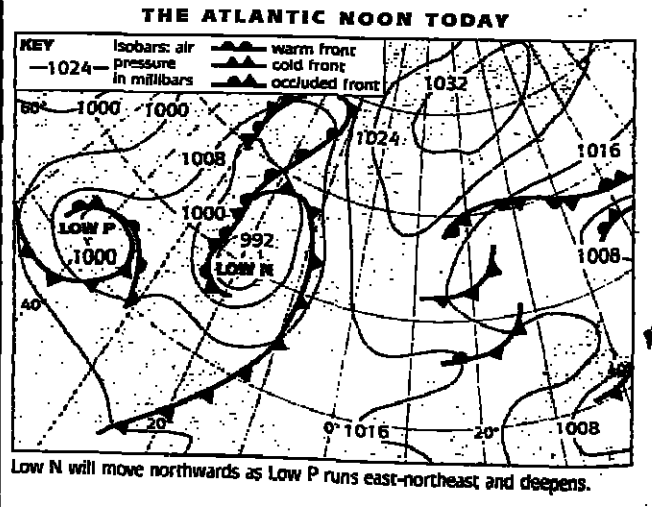 THE ATLANTIC NOON TODAY
KEY
Isobars: air
—1024— pressure
in millibars
warm front
cold front
occluded front
60°
1000
1000
1032
1024
1008
1016
1000
LOW P
1000
992
LOW N
1008
40°
20°
0°
1016
20°
1008
Low N will move northwards as Low P runs east-northeast and deepens.